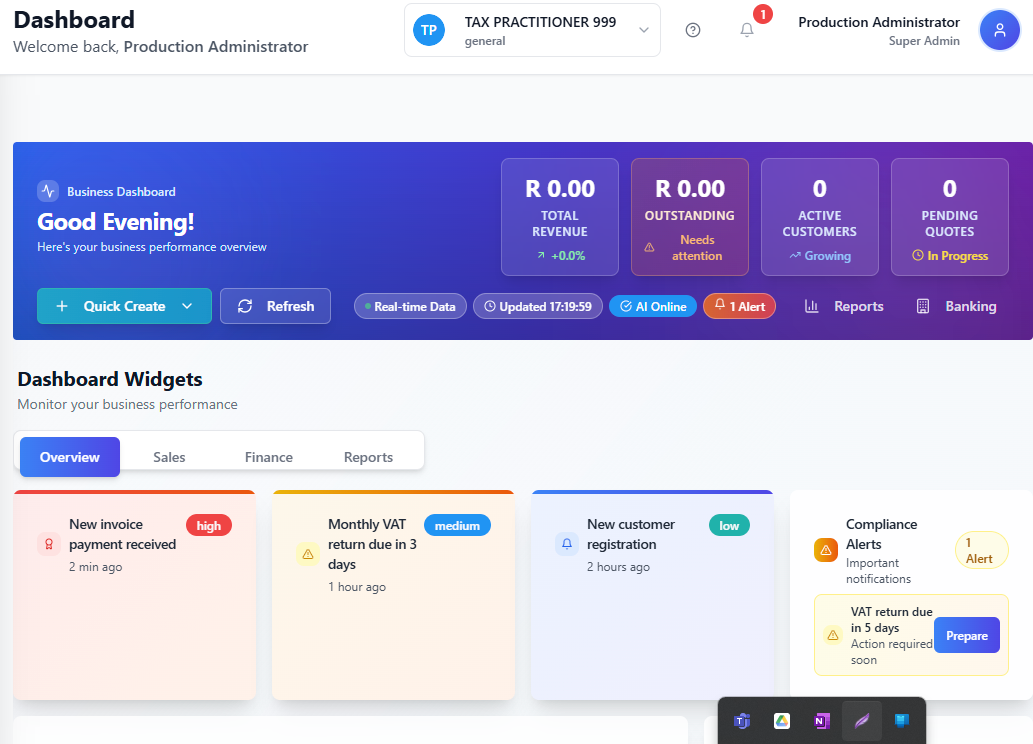 Dashboard
Welcome back, Production Administrator
TP
TAX PRACTITIONER 999
general
1
Production Administrator
Super Admin
Business Dashboard
Good Evening!
Here's your business performance overview
R 0.00
TOTAL
REVENUE
+0.0%
R 0.00
OUTSTANDING
Needs
attention
0
ACTIVE
CUSTOMERS
Growing
0
PENDING
QUOTES
In Progress
Quick Create
Refresh
Real-time Data
Updated 17:19:59
AI Online
1 Alert
Reports
Banking
Dashboard Widgets
Monitor your business performance
Overview
Sales
Finance
Reports
New invoice
payment received
high
2 min ago
Monthly VAT
return due in 3
days
medium
1 hour ago
New customer
registration
low
2 hours ago
Compliance
Alerts
Important
notifications
1
Alert
VAT return due
in 5 days
Action required
soon
Prepare
T
N